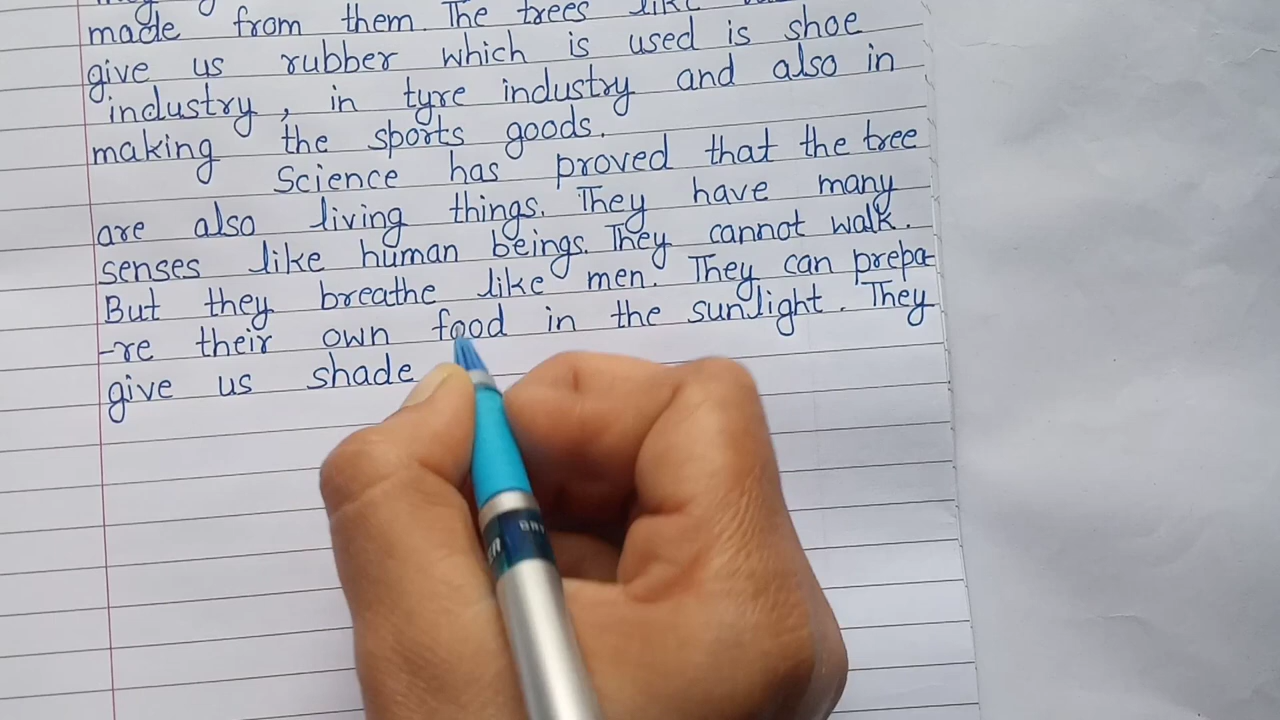 made from them. The trees like
give us rubber which is used is shoe
industry, in tyre industry and also in
making the sports goods.
Science has proved that the tree
are also living things. They have many
senses like human beings. They cannot walk.
But they breathe like men. They can prepa-
-re their own food in the sunlight. They
give us shade